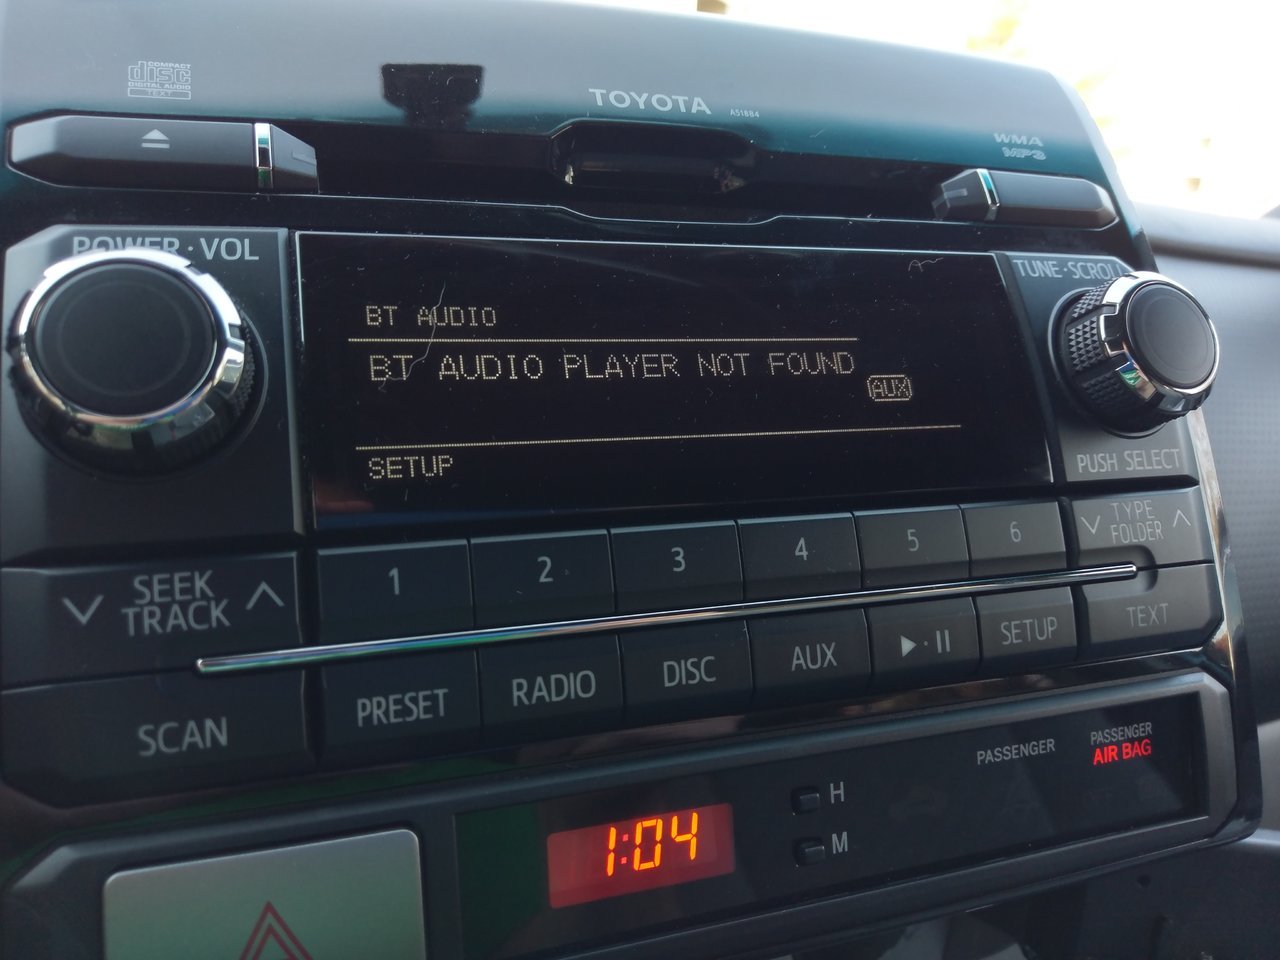 COMPACT
disc
DIGITAL AUDIO
TEXT
TOYOTA
A51884
WMA
MP3
POWER·VOL
TUNE·SCROLL
BT AUDIO
BT AUDIO PLAYER NOT FOUND
AUX
SETUP
PUSH SELECT
SEEK
TRACK
1
2
3
4
5
6
TYPE
FOLDER
SCAN
PRESET
RADIO
DISC
AUX
SETUP
TEXT
PASSENGER
PASSENGER
AIR BAG
1:04
H
M